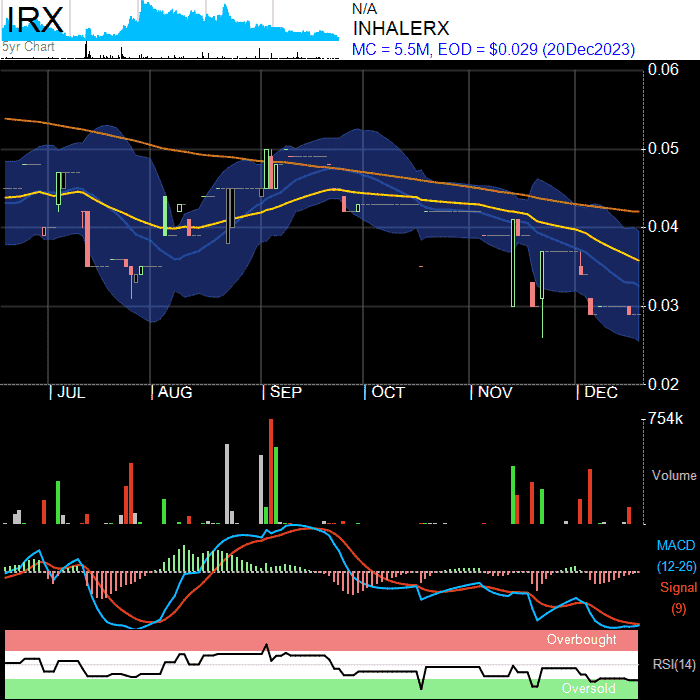 IRX
5yr Chart
N/A
INHALERX
MC = 5.5M, EOD = $0.029 (20Dec2023)
0.06
0.05
0.04
0.03
0.02
| JUL | AUG | SEP | OCT | NOV | DEC
754k
Volume
MACD
(12-26)
Signal
(9)
Overbought
RSI(14)
Oversold